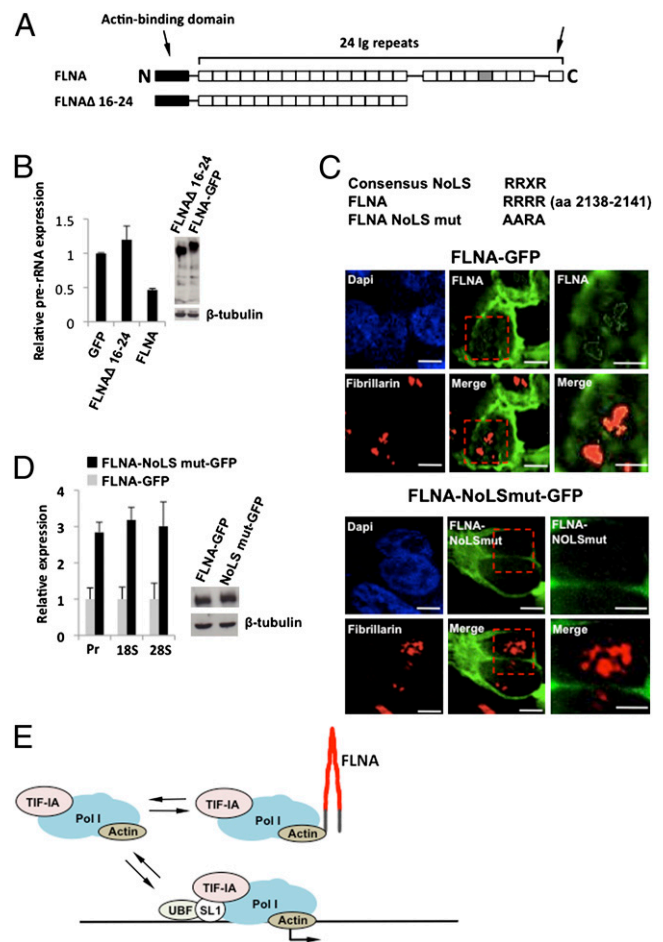 A
Actin-binding domain
24 Ig repeats
FLNA N C
FLNAΔ 16-24
B
Relative pre-rRNA expression
1.5
1
0.5
0
GFP
FLNAΔ 16-24
FLNA
FLNAΔ 16-24
FLNA-GFP
β-tubulin
C
Consensus NoLS RRXR
FLNA RRRR (aa 2138-2141)
FLNA NoLS mut AARA
FLNA-GFP
Dapi FLNA FLNA
Fibrillarin Merge Merge
FLNA-NoLSmut-GFP
Dapi FLNA-NoLSmut FLNA-NOLSmut
Fibrillarin Merge Merge
D
FLNA-NoLS mut-GFP
FLNA-GFP
Relative expression
4
3
2
1
0
Pr 18S 28S
FLNA-GFP
NoLS mut-GFP
β-tubulin
E
FLNA
TIF-IA Pol I Actin
TIF-IA Pol I Actin
UBF SL1 TIF-IA Pol I Actin